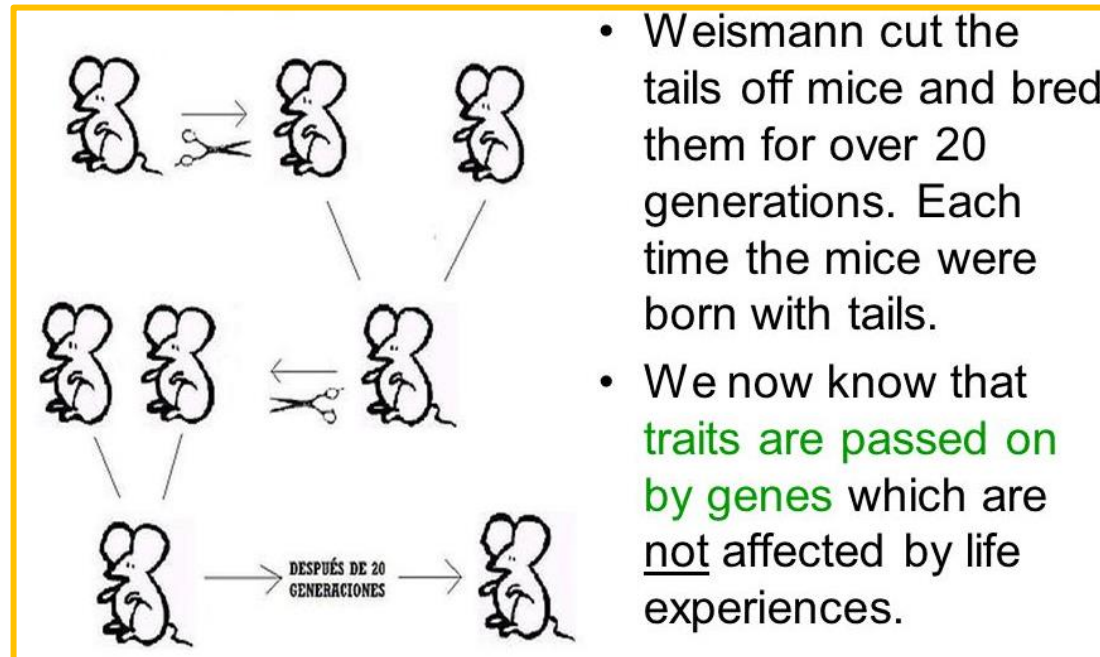 • Weismann cut the
tails off mice and bred
them for over 20
generations. Each
time the mice were
born with tails.
• We now know that
traits are passed on
by genes which are
not affected by life
experiences.
DESPUÉS DE 20
GENERACIONES